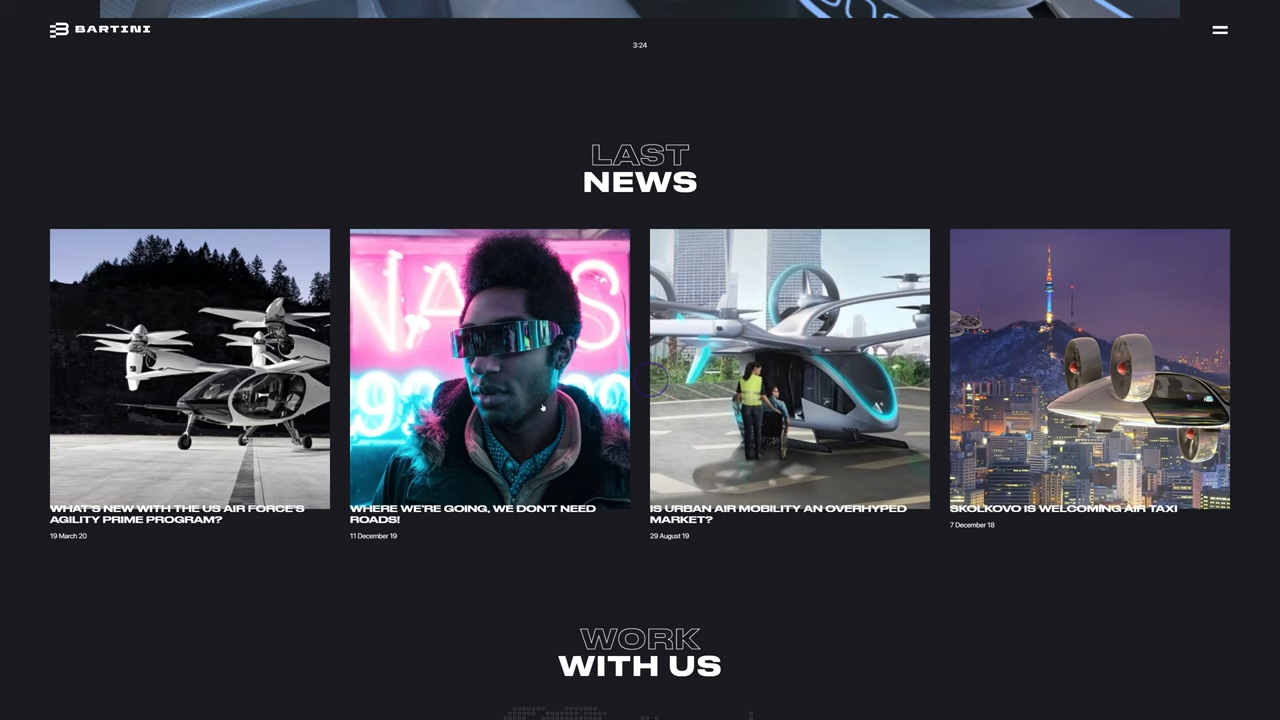 BARTINI
3:24
LAST
NEWS
WHAT'S NEW WITH THE US AIR FORCE'S
AGILITY PRIME PROGRAM?
19 March 20
WHERE WE'RE GOING, WE DON'T NEED
ROADS!
11 December 19
IS URBAN AIR MOBILITY AN OVERHYPED
MARKET?
29 August 19
SKOLKOVO IS WELCOMING AIR TAXI
7 December 18
WORK
WITH US